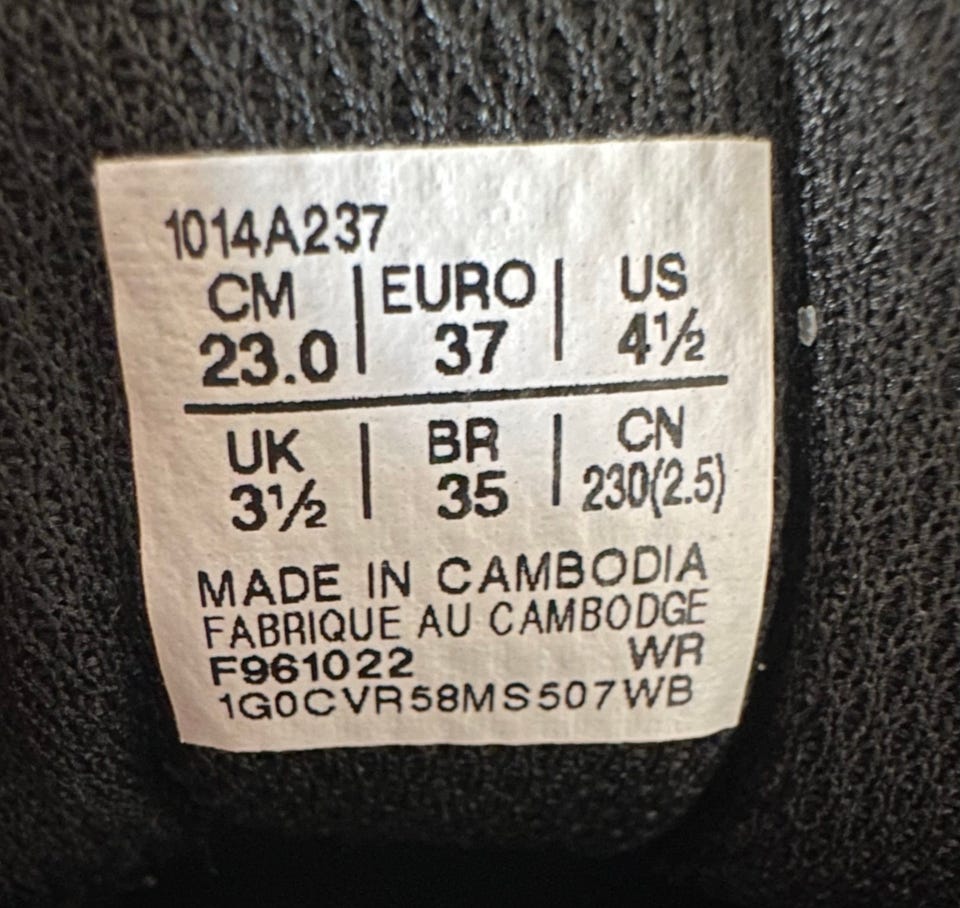 1014A237
CM | EURO | US
23.0 | 37 | 4½
UK | BR | CN
3½ | 35 | 230(2.5)
MADE IN CAMBODIA
FABRIQUE AU CAMBODGE
F961022 WR
1G0CVR58MS507WB